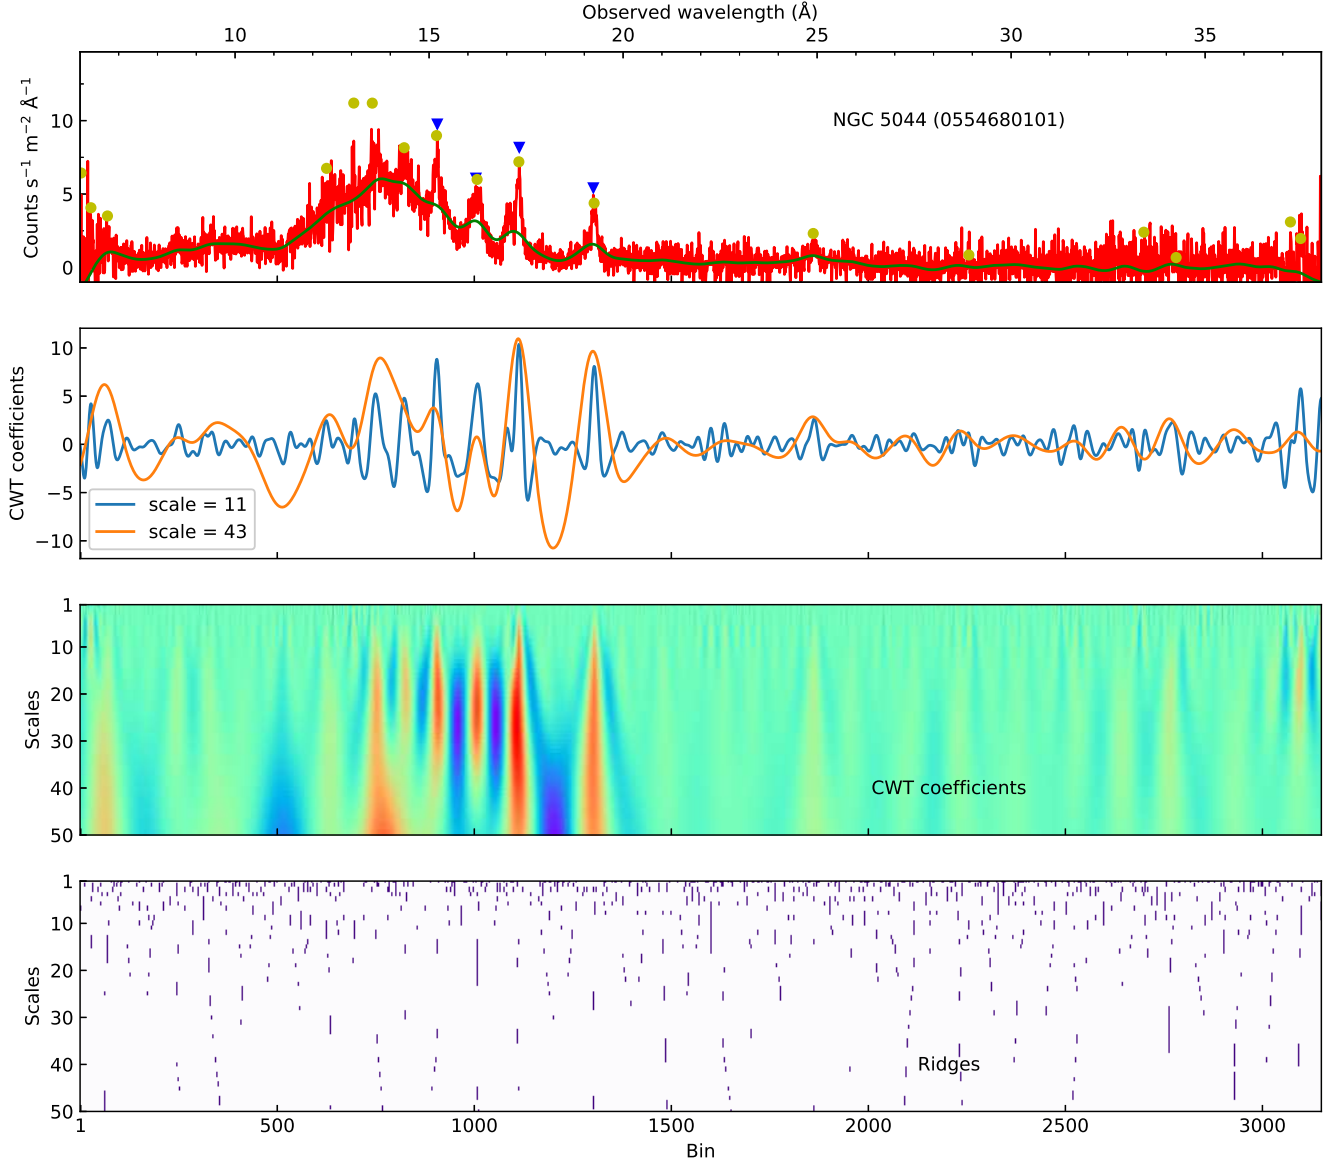 Observed wavelength (Å)
10 15 20 25 30 35
Counts s⁻¹ m⁻² Å⁻¹
10
5
0
NGC 5044 (0554680101)
CWT coefficients
10
5
0
−5
−10
scale = 11
scale = 43
Scales
1
10
20
30
40
50
CWT coefficients
Scales
1
10
20
30
40
50
Ridges
1 500 1000 1500 2000 2500 3000
Bin